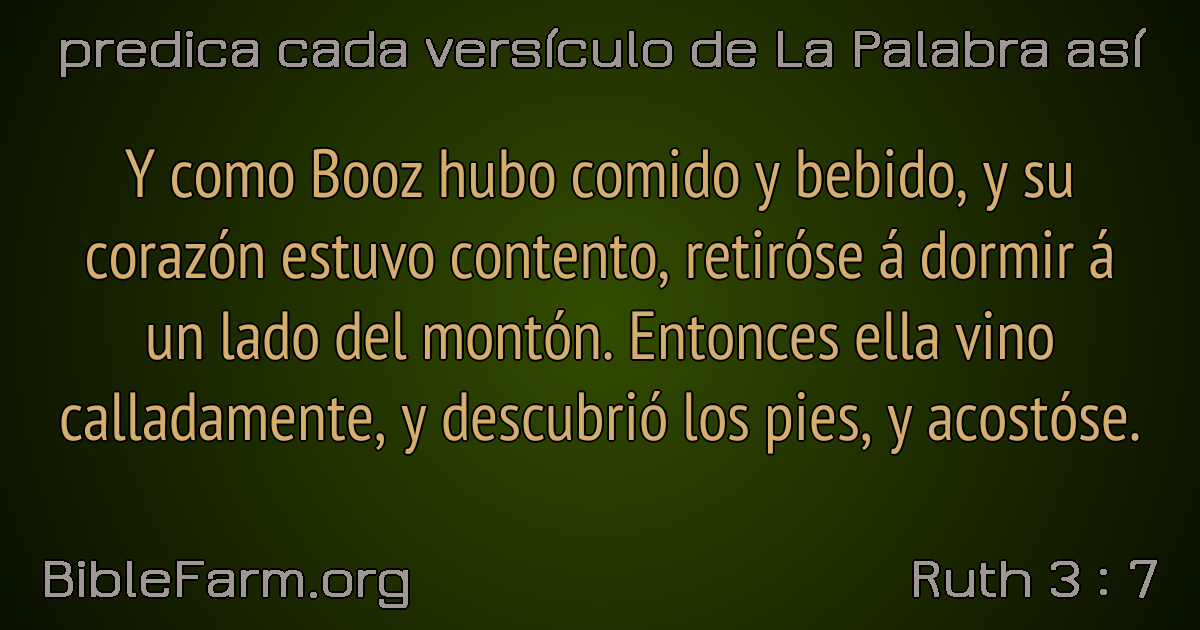 predica cada versículo de La Palabra así
Y como Booz hubo comido y bebido, y su
corazón estuvo contento, retiróse á dormir á
un lado del montón. Entonces ella vino
calladamente, y descubrió los pies, y acostóse.
BibleFarm.org
Ruth 3 : 7